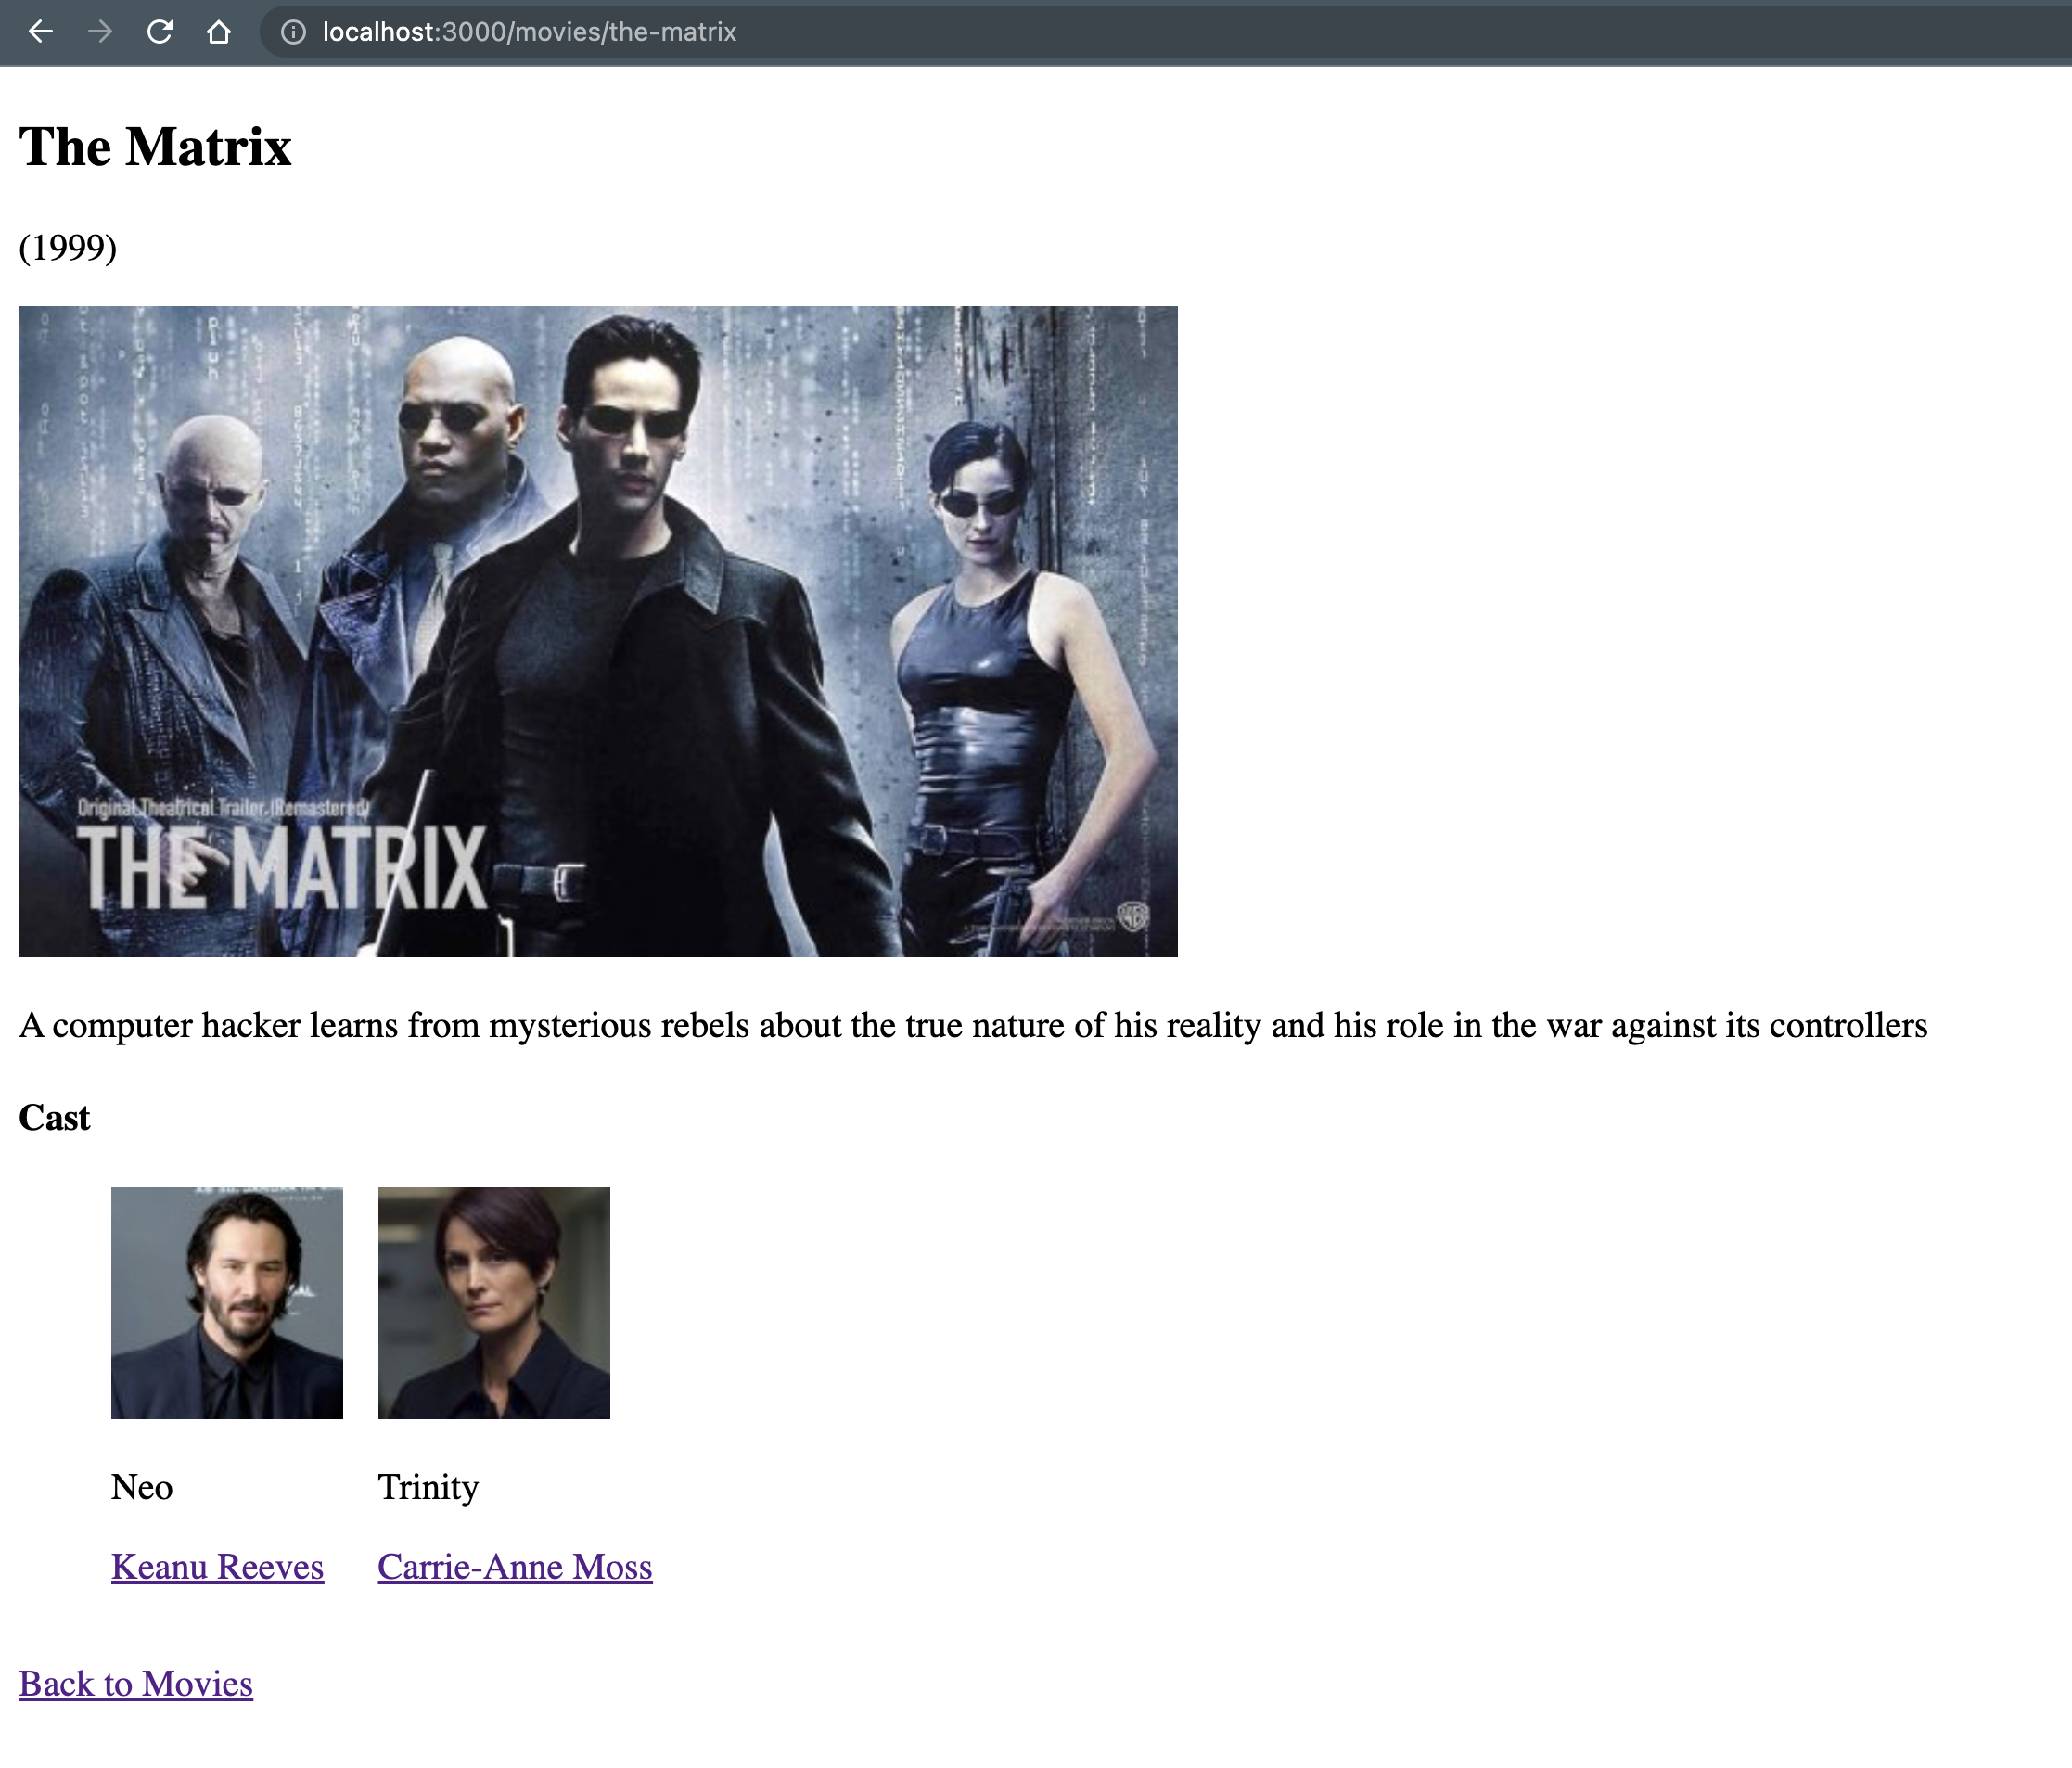 localhost:3000/movies/the-matrix
The Matrix
(1999)
Original Theatrical Trailer (Remastered)
THE MATRIX
A computer hacker learns from mysterious rebels about the true nature of his reality and his role in the war against its controllers
Cast
Neo Trinity
Keanu Reeves Carrie-Anne Moss
Back to Movies